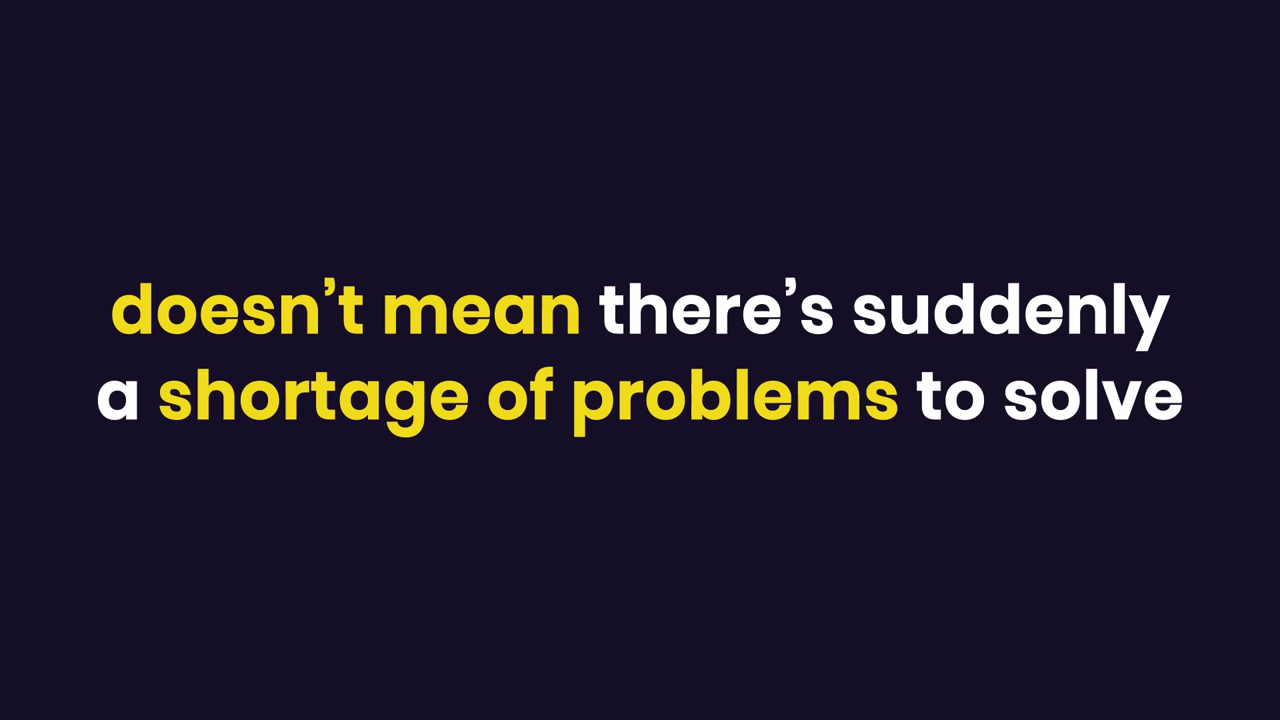 doesn’t mean there’s suddenly
a shortage of problems to solve